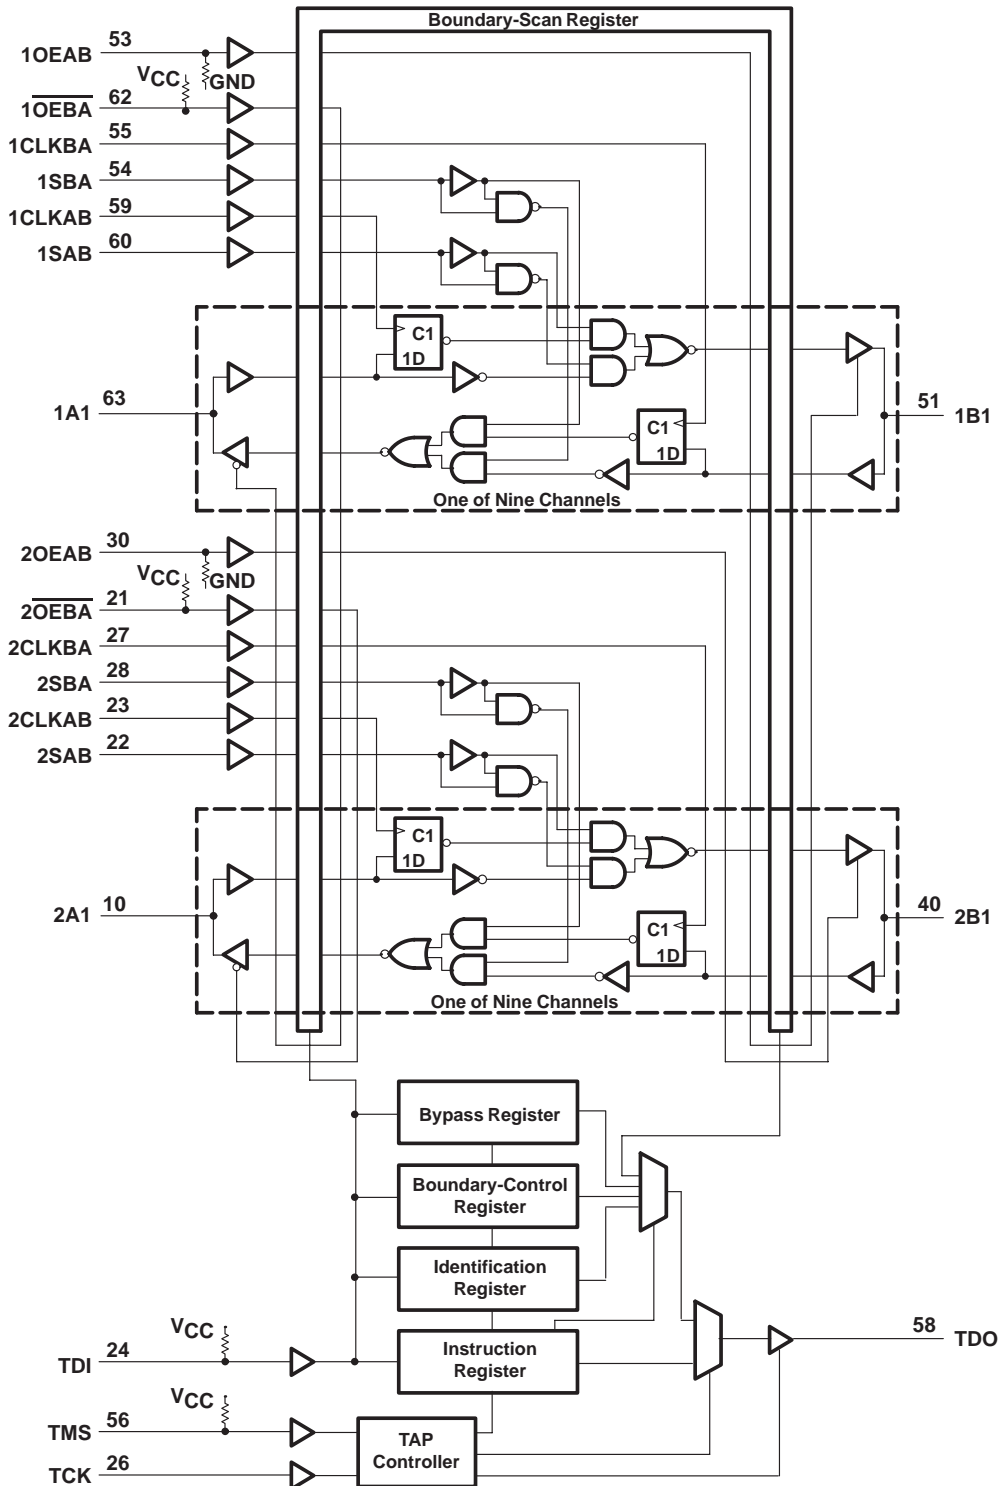 Boundary-Scan Register
1OEAB 53
VCC
GND
1OEBA 62
1CLKBA 55
1SBA 54
1CLKAB 59
1SAB 60
C1
1D
1A1 63
51 1B1
C1
1D
One of Nine Channels
2OEAB 30
VCC
GND
2OEBA 21
2CLKBA 27
2SBA 28
2CLKAB 23
2SAB 22
C1
1D
2A1 10
40 2B1
C1
1D
One of Nine Channels
Bypass Register
Boundary-Control
Register
Identification
Register
VCC
TDI 24
Instruction
Register
58 TDO
VCC
TMS 56
TAP
Controller
TCK 26